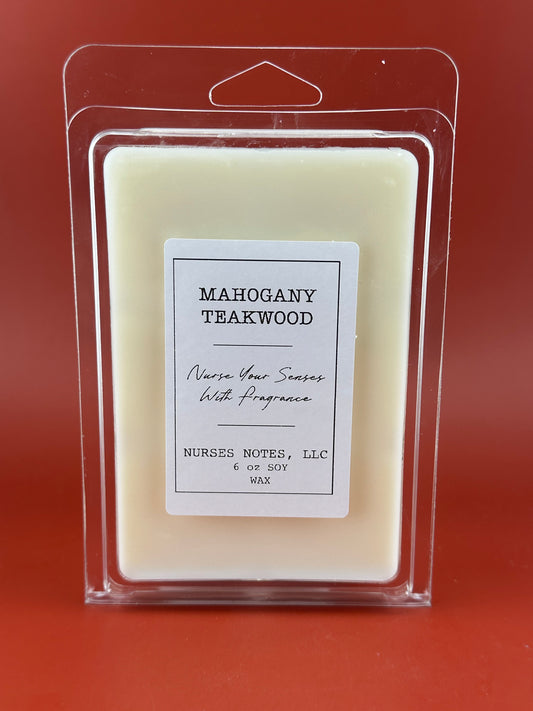 MAHOGANY
TEAKWOOD
Nurse Your Senses
With Fragrance
NURSES NOTES, LLC
6 oz SOY
WAX